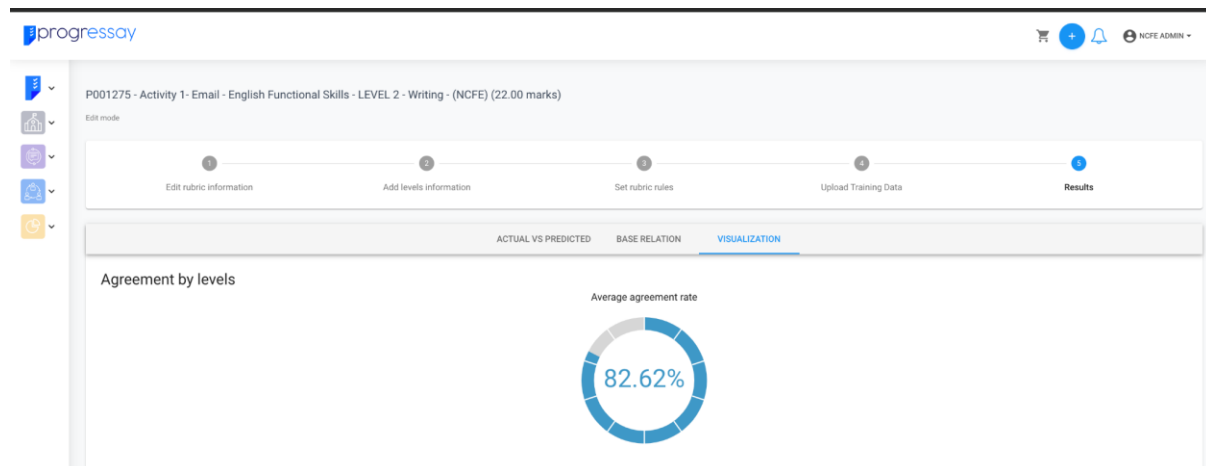 progressay
+
NCFE ADMIN
P001275 - Activity 1- Email - English Functional Skills - LEVEL 2 - Writing - (NCFE) (22.00 marks)
Edit mode
1 2 3 4 5
Edit rubric information Add levels information Set rubric rules Upload Training Data Results
ACTUAL VS PREDICTED BASE RELATION VISUALIZATION
Agreement by levels
Average agreement rate
82.62%